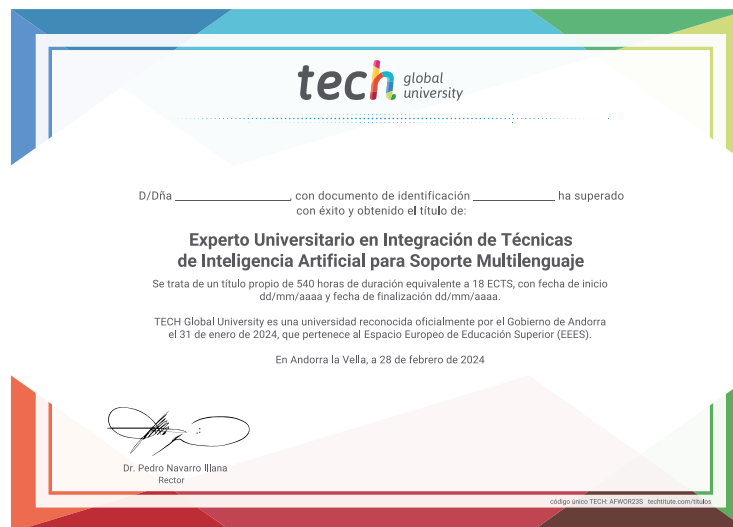 tech global
university
D/Dña ____________________, con documento de identificación ______________ ha superado
con éxito y obtenido el título de:
Experto Universitario en Integración de Técnicas
de Inteligencia Artificial para Soporte Multilenguaje
Se trata de un título propio de 540 horas de duración equivalente a 18 ECTS, con fecha de inicio
dd/mm/aaaa y fecha de finalización dd/mm/aaaa.
TECH Global University es una universidad reconocida oficialmente por el Gobierno de Andorra
el 31 de enero de 2024, que pertenece al Espacio Europeo de Educación Superior (EEES).
En Andorra la Vella, a 28 de febrero de 2024
Dr. Pedro Navarro Illana
Rector
código único TECH: AFWOR23S techtitute.com/titulos